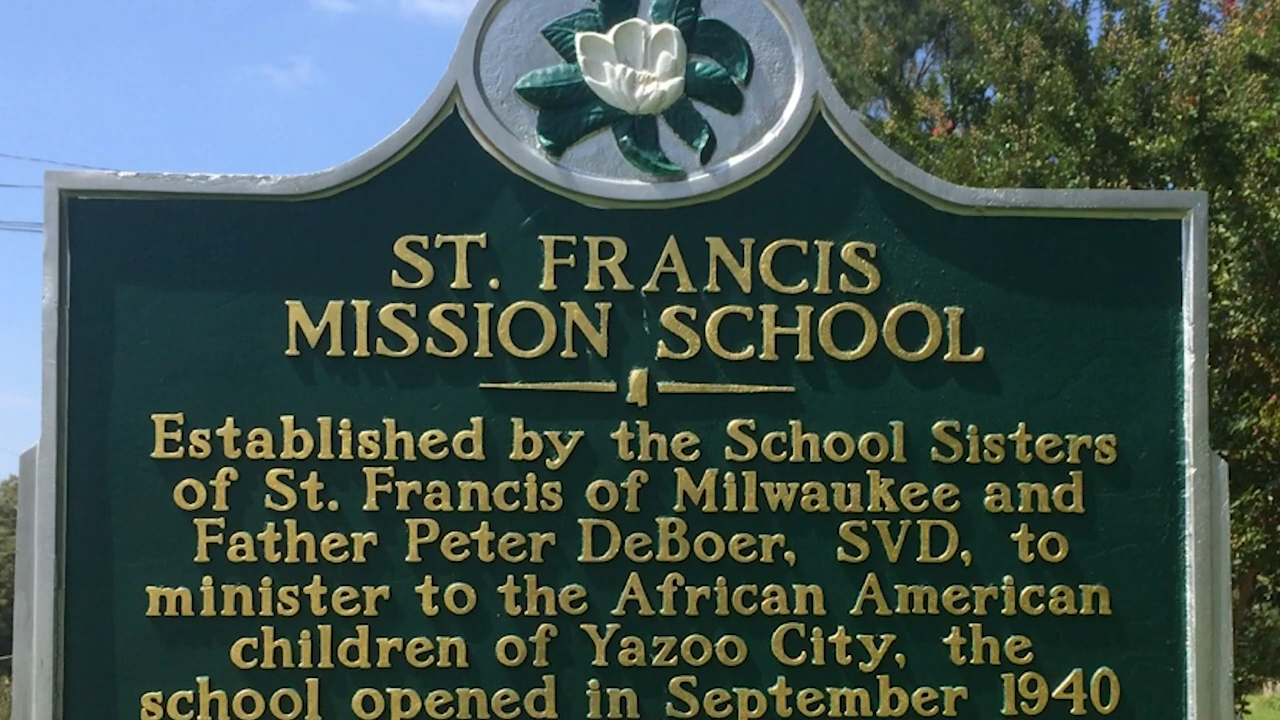 ST. FRANCIS
MISSION SCHOOL
Established by the School Sisters
of St. Francis of Milwaukee and
Father Peter DeBoer, SVD, to
minister to the African American
children of Yazoo City, the
school opened in September 1940